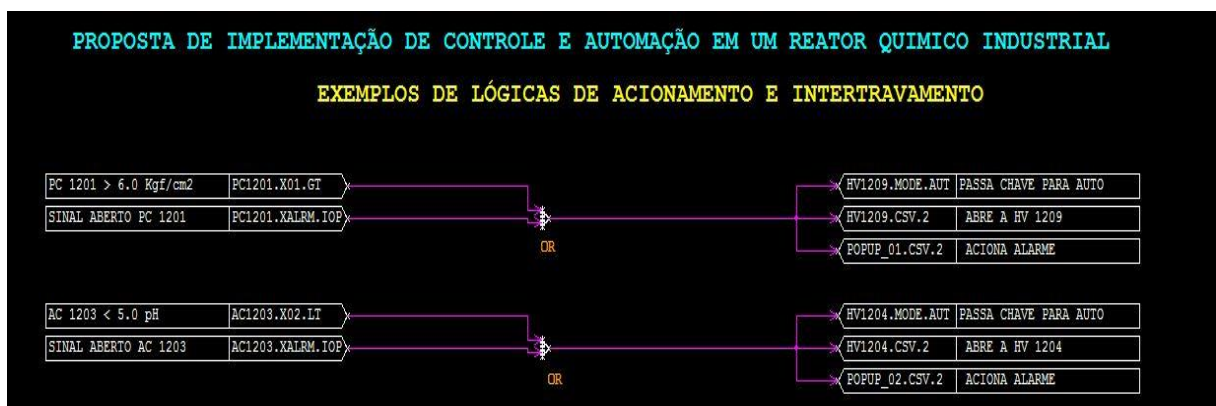 PROPOSTA DE IMPLEMENTAÇÃO DE CONTROLE E AUTOMAÇÃO EM UM REATOR QUIMICO INDUSTRIAL
EXEMPLOS DE LÓGICAS DE ACIONAMENTO E INTERTRAVAMENTO
PC 1201 > 6.0 Kgf/cm2 PC1201.X01.GT HV1209.MODE.AUT PASSA CHAVE PARA AUTO
SINAL ABERTO PC 1201 PC1201.XALRM.IOP HV1209.CSV.2 ABRE A HV 1209
OR POPUP_01.CSV.2 ACIONA ALARME
AC 1203 < 5.0 pH AC1203.X02.LT HV1204.MODE.AUT PASSA CHAVE PARA AUTO
SINAL ABERTO AC 1203 AC1203.XALRM.IOP HV1204.CSV.2 ABRE A HV 1204
OR POPUP_02.CSV.2 ACIONA ALARME